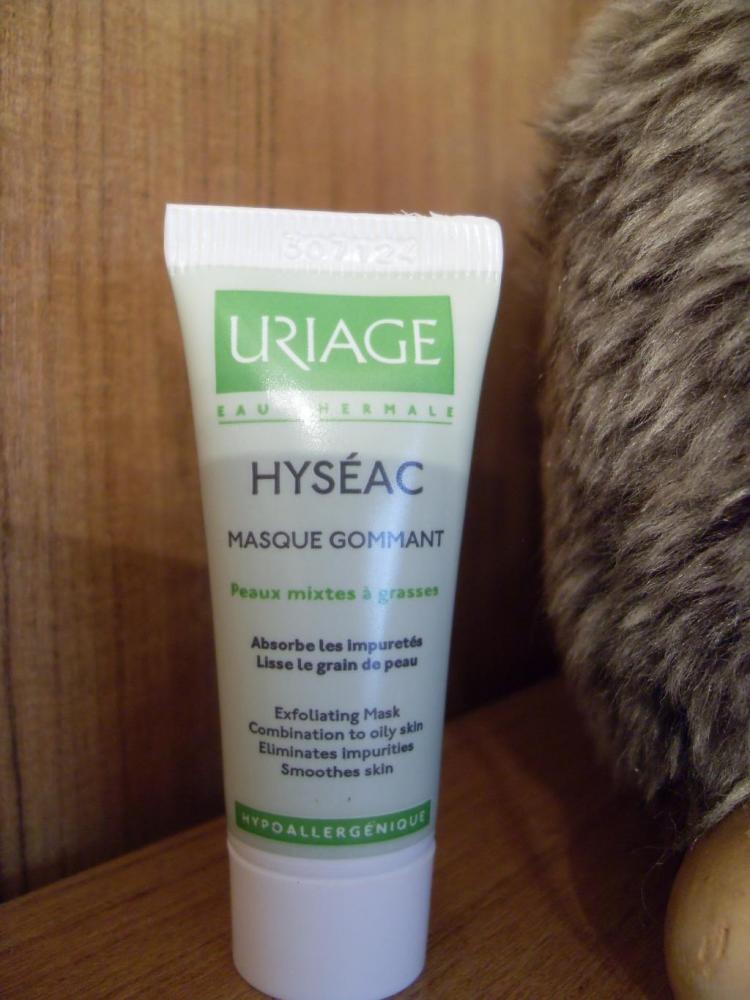 URIAGE
EAU THERMALE
HYSÉAC
MASQUE GOMMANT
Peaux mixtes à grasses
Absorbe les impuretés
Lisse le grain de peau
Exfoliating Mask
Combination to oily skin
Eliminates impurities
Smoothes skin
HYPOALLERGÉNIQUE